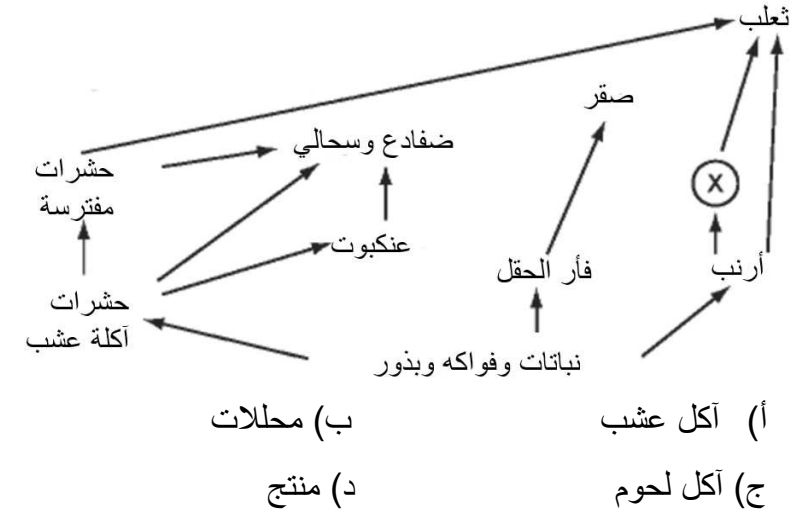 ثعلب
صقر
ضفادع وسحالي
حشرات
مفترسة
X
عنكبوت
فأر الحقل
أرنب
حشرات
آكلة عشب
نباتات وفواكه وبذور
أ) آكل عشب
ب) محللات
ج) آكل لحوم
د) منتج